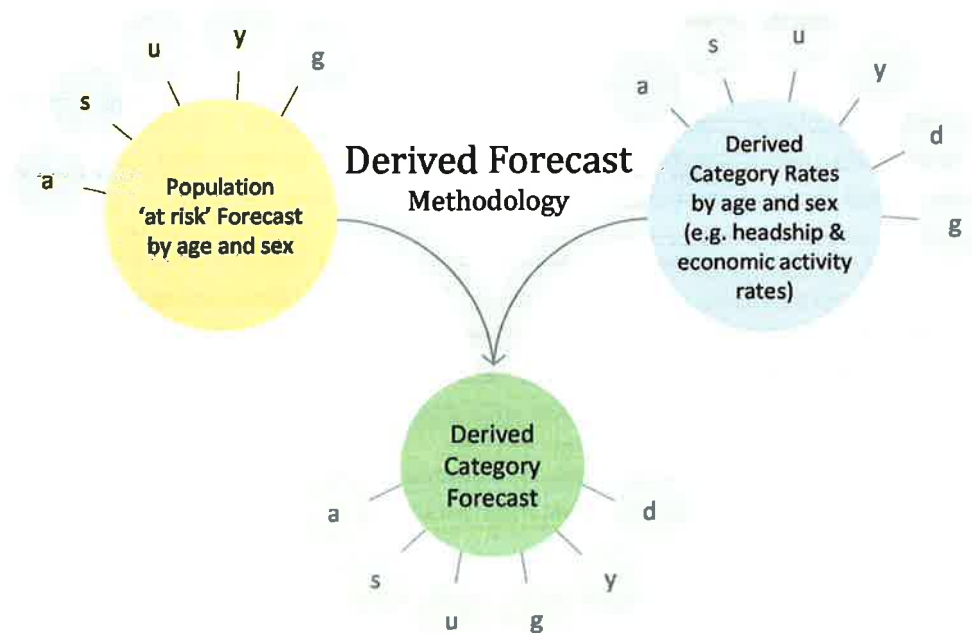 a
s
u
y
g
Population
'at risk' Forecast
by age and sex
Derived Forecast
Methodology
a
s
u
y
d
g
Derived
Category Rates
by age and sex
(e.g. headship &
economic activity
rates)
Derived
Category
Forecast
a
s
u
g
y
d